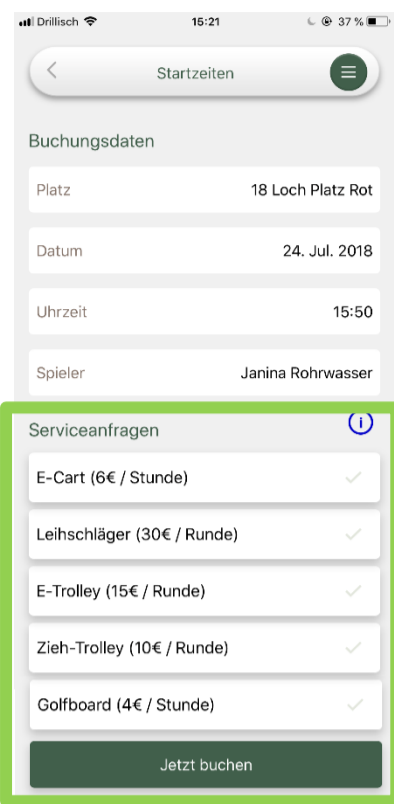 Drillisch 15:21 37 %
Startzeiten
Buchungsdaten
Platz 18 Loch Platz Rot
Datum 24. Jul. 2018
Uhrzeit 15:50
Spieler Janina Rohrwasser
Serviceanfragen i
E-Cart (6€ / Stunde)
Leihschläger (30€ / Runde)
E-Trolley (15€ / Runde)
Zieh-Trolley (10€ / Runde)
Golfboard (4€ / Stunde)
Jetzt buchen